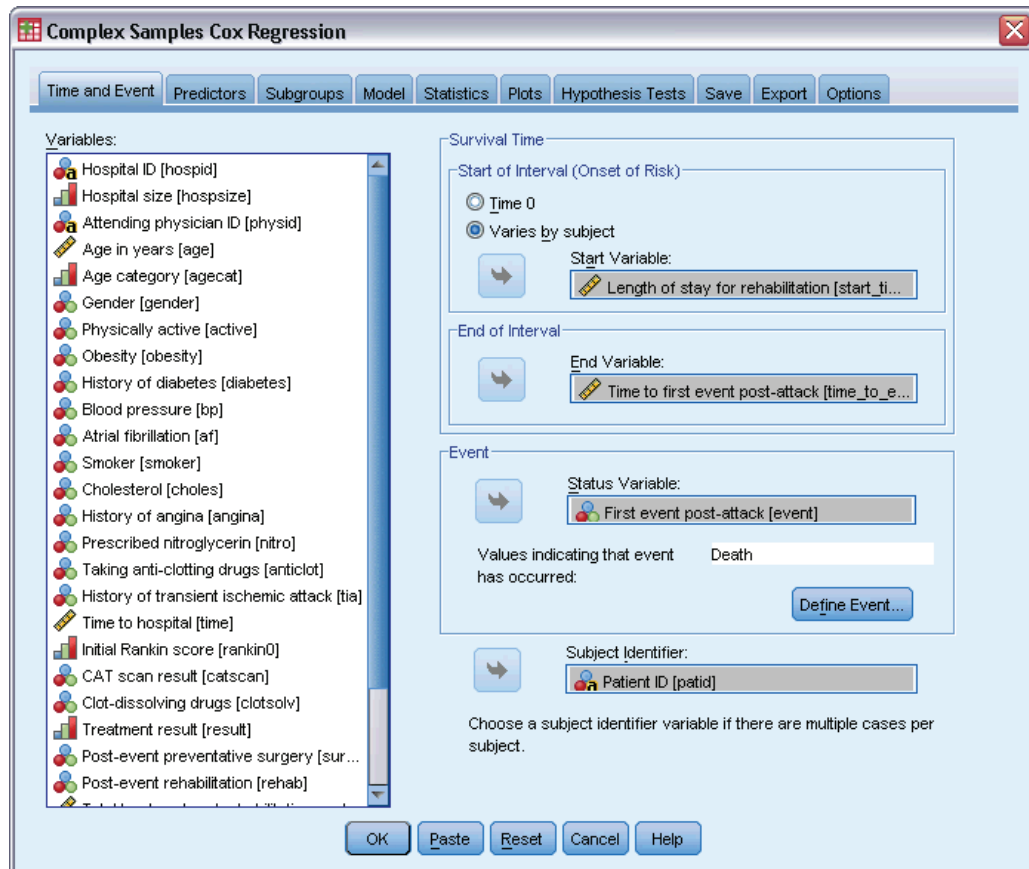 Complex Samples Cox Regression
Time and Event
Predictors
Subgroups
Model
Statistics
Plots
Hypothesis Tests
Save
Export
Options
Variables:
Hospital ID [hospid]
Hospital size [hospsize]
Attending physician ID [physid]
Age in years [age]
Age category [agecat]
Gender [gender]
Physically active [active]
Obesity [obesity]
History of diabetes [diabetes]
Blood pressure [bp]
Atrial fibrillation [af]
Smoker [smoker]
Cholesterol [choles]
History of angina [angina]
Prescribed nitroglycerin [nitro]
Taking anti-clotting drugs [anticlot]
History of transient ischemic attack [tia]
Time to hospital [time]
Initial Rankin score [rankin0]
CAT scan result [catscan]
Clot-dissolving drugs [clotsolv]
Treatment result [result]
Post-event preventative surgery [sur...
Post-event rehabilitation [rehab]
Survival Time
Start of Interval (Onset of Risk)
Time 0
Varies by subject
Start Variable:
Length of stay for rehabilitation [start_ti...
End of Interval
End Variable:
Time to first event post-attack [time_to_e...
Event
Status Variable:
First event post-attack [event]
Values indicating that event
has occurred:
Death
Define Event...
Subject Identifier:
Patient ID [patid]
Choose a subject identifier variable if there are multiple cases per
subject.
OK
Paste
Reset
Cancel
Help